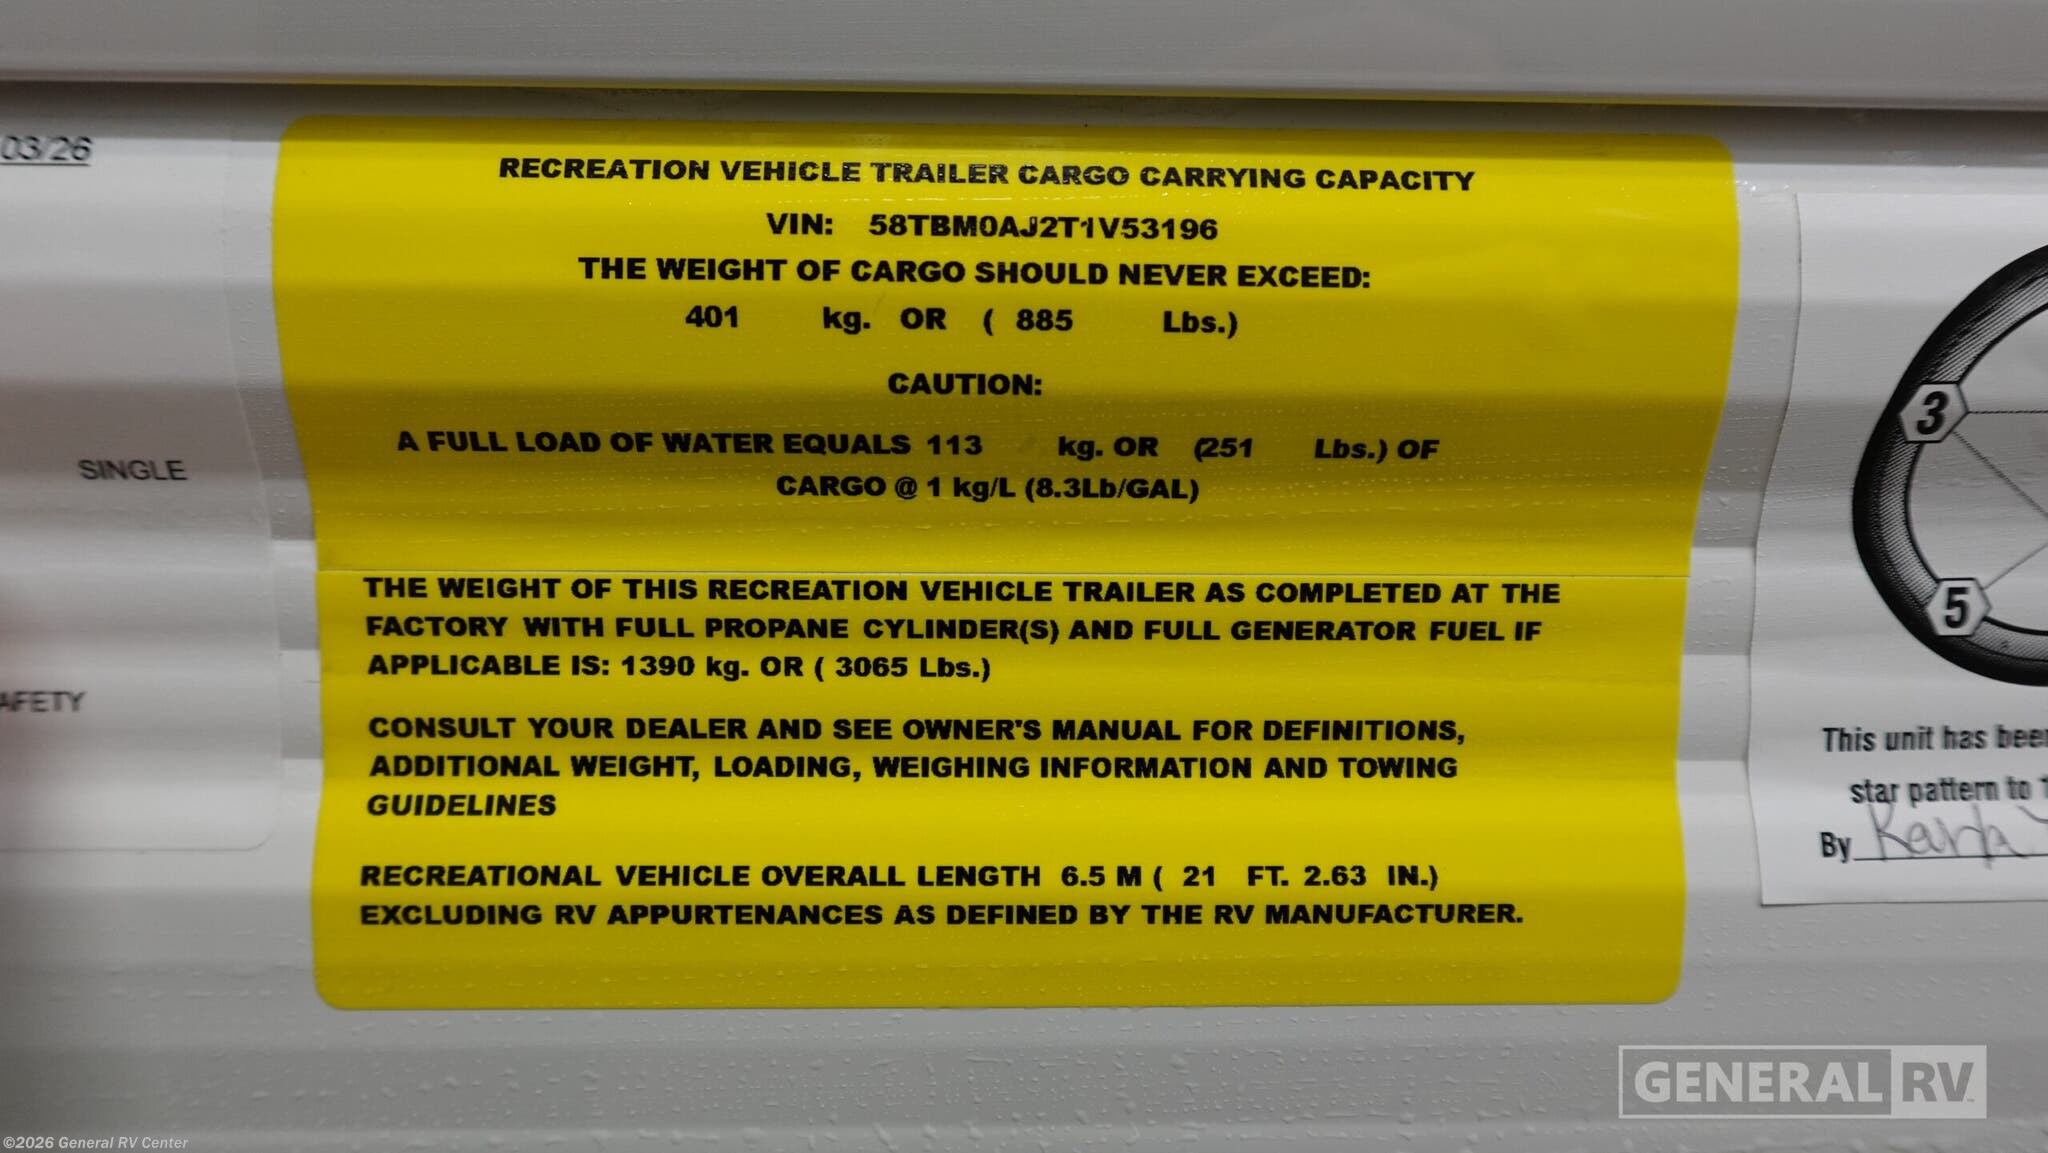 03/26
SINGLE
AFETY
RECREATION VEHICLE TRAILER CARGO CARRYING CAPACITY
VIN: 58TBM0AJ2T1V53196
THE WEIGHT OF CARGO SHOULD NEVER EXCEED:
401 kg. OR ( 885 Lbs.)
CAUTION:
A FULL LOAD OF WATER EQUALS 113 kg. OR (251 Lbs.) OF
CARGO @ 1 kg/L (8.3Lb/GAL)
THE WEIGHT OF THIS RECREATION VEHICLE TRAILER AS COMPLETED AT THE
FACTORY WITH FULL PROPANE CYLINDER(S) AND FULL GENERATOR FUEL IF
APPLICABLE IS: 1390 kg. OR ( 3065 Lbs.)
CONSULT YOUR DEALER AND SEE OWNER'S MANUAL FOR DEFINITIONS,
ADDITIONAL WEIGHT, LOADING, WEIGHING INFORMATION AND TOWING
GUIDELINES
RECREATIONAL VEHICLE OVERALL LENGTH 6.5 M ( 21 FT. 2.63 IN.)
EXCLUDING RV APPURTENANCES AS DEFINED BY THE RV MANUFACTURER.
3
5
This unit has bee
star pattern to
By Karla
GENERAL RV
©2026 General RV Center